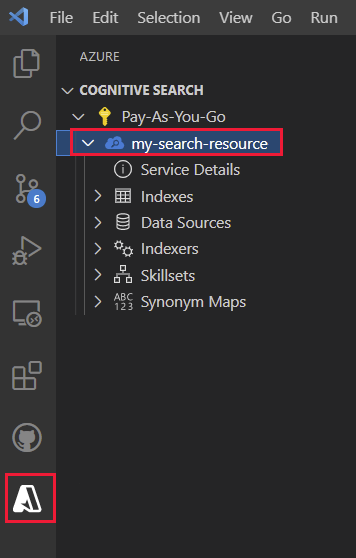 File Edit Selection View Go Run
AZURE
COGNITIVE SEARCH
Pay-As-You-Go
my-search-resource
Service Details
Indexes
Data Sources
6
Indexers
Skillsets
ABC
123
Synonym Maps